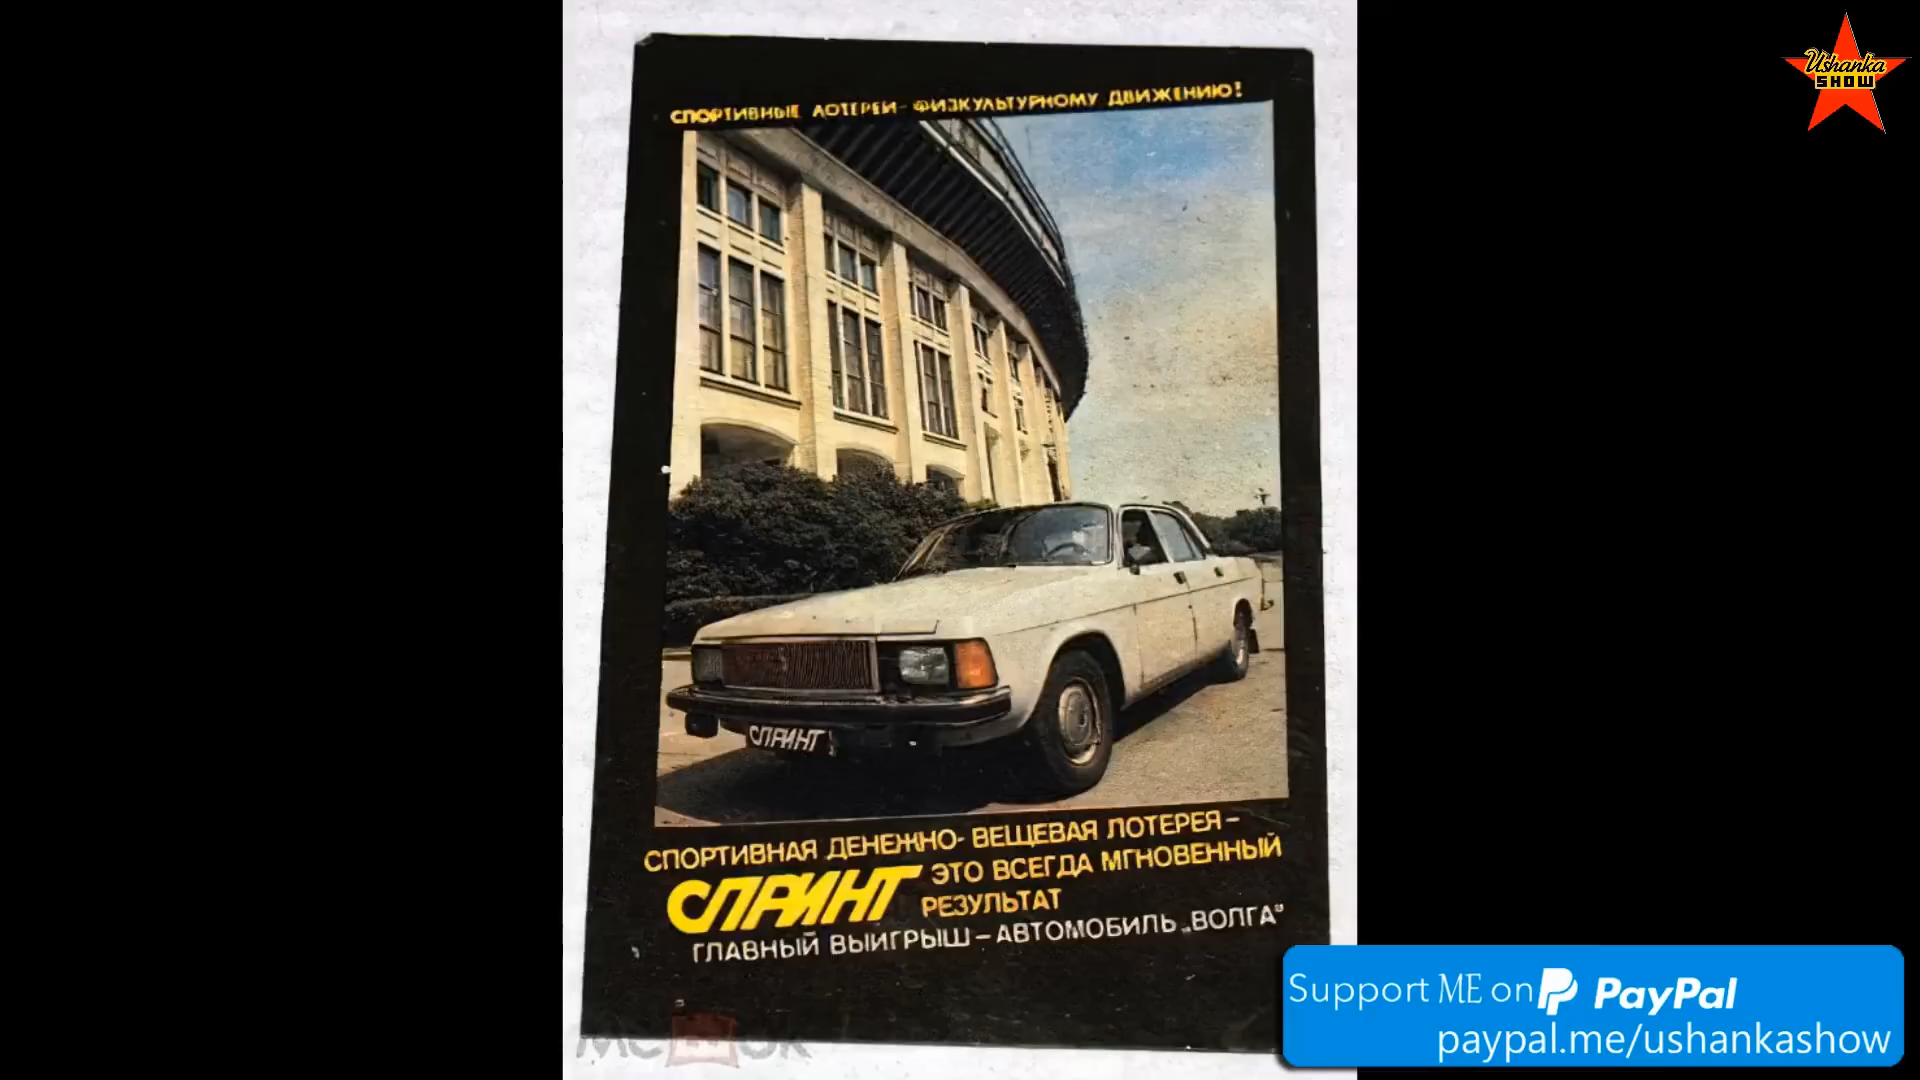 Ushanka
SHOW
СПОРТИВНЫЕ ЛОТЕРЕИ - ФИЗКУЛЬТУРНОМУ ДВИЖЕНИЮ!
СПРИНТ
СПОРТИВНАЯ ДЕНЕЖНО-ВЕЩЕВАЯ ЛОТЕРЕЯ –
СПРИНТ ЭТО ВСЕГДА МГНОВЕННЫЙ
РЕЗУЛЬТАТ
ГЛАВНЫЙ ВЫИГРЫШ – АВТОМОБИЛЬ „ВОЛГА"
Support ME on PayPal
paypal.me/ushankashow